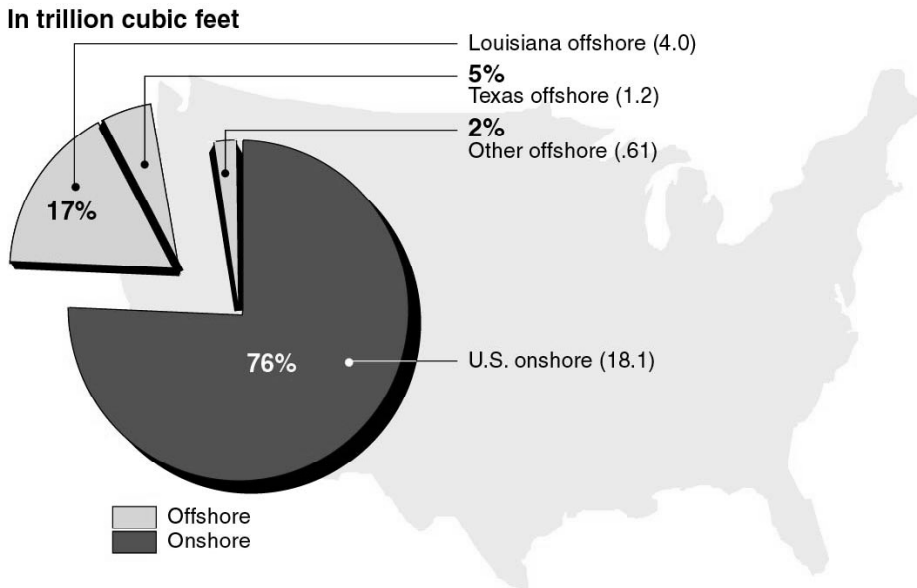 In trillion cubic feet
Louisiana offshore (4.0)
5%
Texas offshore (1.2)
2%
Other offshore (.61)
17%
76%
U.S. onshore (18.1)
Offshore
Onshore